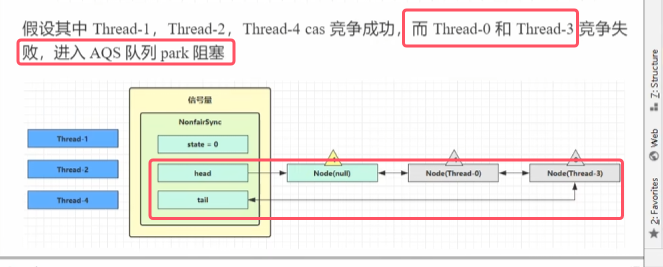 假设其中 Thread-1，Thread-2，Thread-4 cas 竞争成功，而 Thread-0 和 Thread-3 竞争失
败，进入 AQS 队列 park 阻塞
信号量
NonfairSync
Thread-1
state = 0
Thread-2
head
Node(null)
Node(Thread-0)
Node(Thread-3)
Thread-4
tail
Z: Structure
Web
2: Favorites